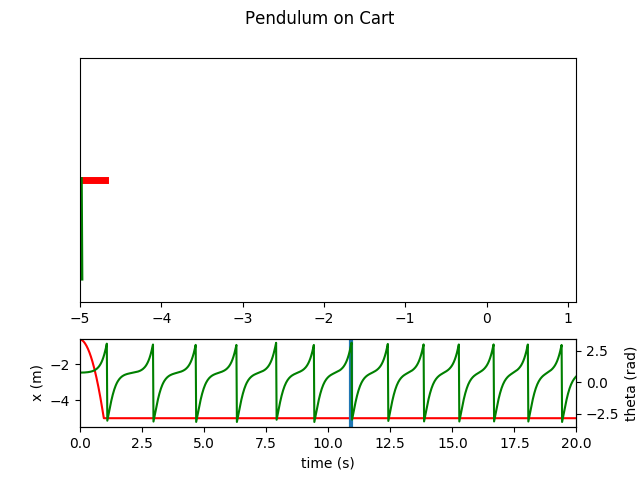 Pendulum on Cart
−5 −4 −3 −2 −1 0 1
−2
−4
x (m)
2.5
0.0
−2.5
theta (rad)
0.0 2.5 5.0 7.5 10.0 12.5 15.0 17.5 20.0
time (s)